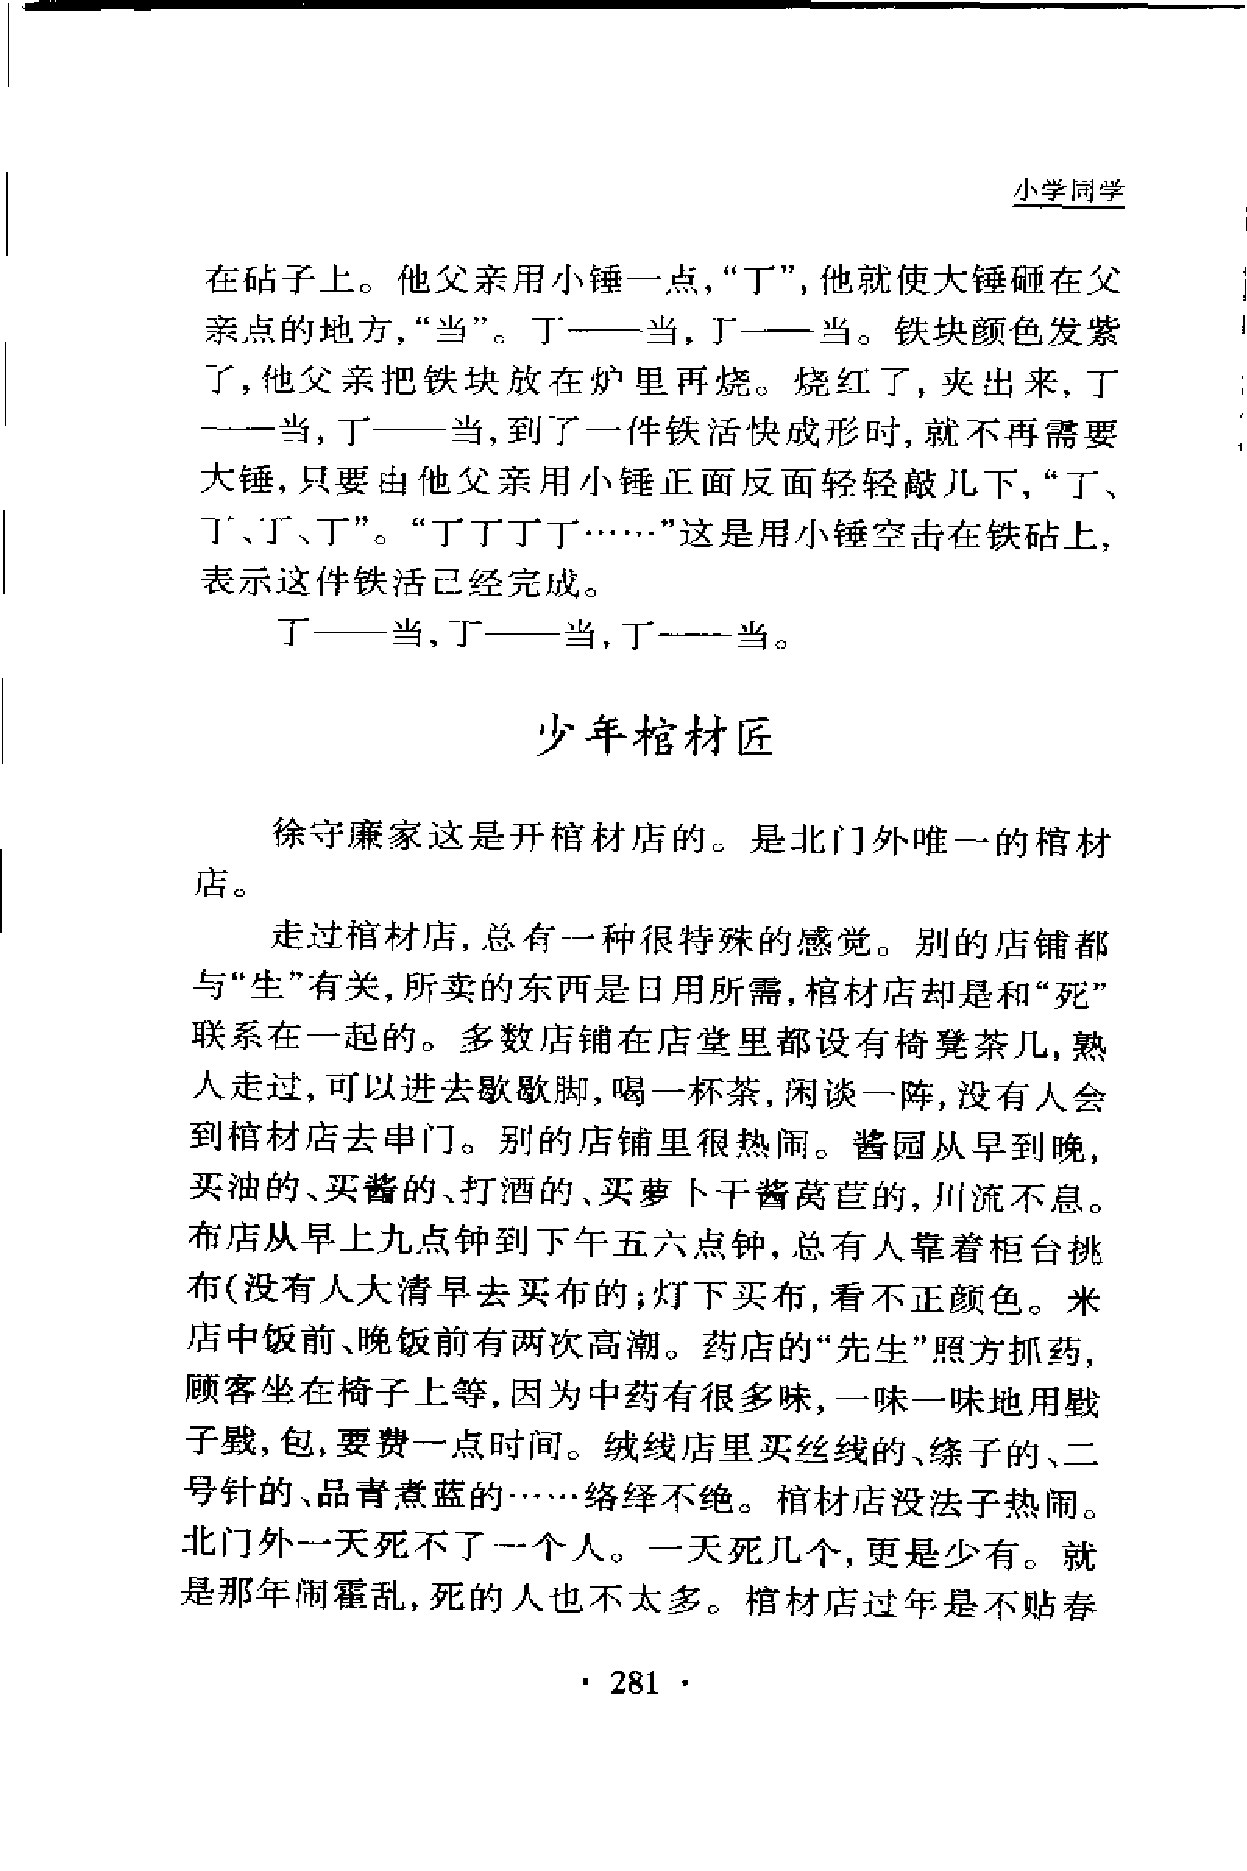 小学同学
在砧子上。他父亲用小锤一点,“丁”,他就使大锤砸在父
亲点的地方,“当”。丁——当,丁——当。铁块颜色发紫
了,他父亲把铁块放在炉里再烧。烧红了,夹出来,丁
——当,丁——当,到了一件铁活快成形时,就不再需要
大锤,只要由他父亲用小锤正面反面轻轻敲几下,“丁、
丁、丁、丁”。“丁丁丁丁……”这是用小锤空击在铁砧上,
表示这件铁活已经完成。
丁——当,丁——当,丁——当。
少年棺材匠
徐守廉家这是开棺材店的。是北门外唯一的棺材
店。
走过棺材店,总有一种很特殊的感觉。别的店铺都
与“生”有关,所卖的东西是日用所需,棺材店却是和“死”
联系在一起的。多数店铺在店堂里都设有椅凳茶几,熟
人走过,可以进去歇歇脚,喝一杯茶,闲谈一阵,没有人会
到棺材店去串门。别的店铺里很热闹。酱园从早到晚,
买油的、买酱的、打酒的、买萝卜干酱莴苣的,川流不息。
布店从早上九点钟到下午五六点钟,总有人靠着柜台挑
布(没有人大清早去买布的;灯下买布,看不正颜色。米
店中饭前、晚饭前有两次高潮。药店的“先生”照方抓药,
顾客坐在椅子上等,因为中药有很多味,一味一味地用戥
子戥,包,要费一点时间。绒线店里买丝线的、绦子的、二
号针的、品青煮蓝的……络绎不绝。棺材店没法子热闹。
北门外一天死不了一个人。一天死几个,更是少有。就
是那年闹霍乱,死的人也不太多。棺材店过年是不贴春
· 281 ·